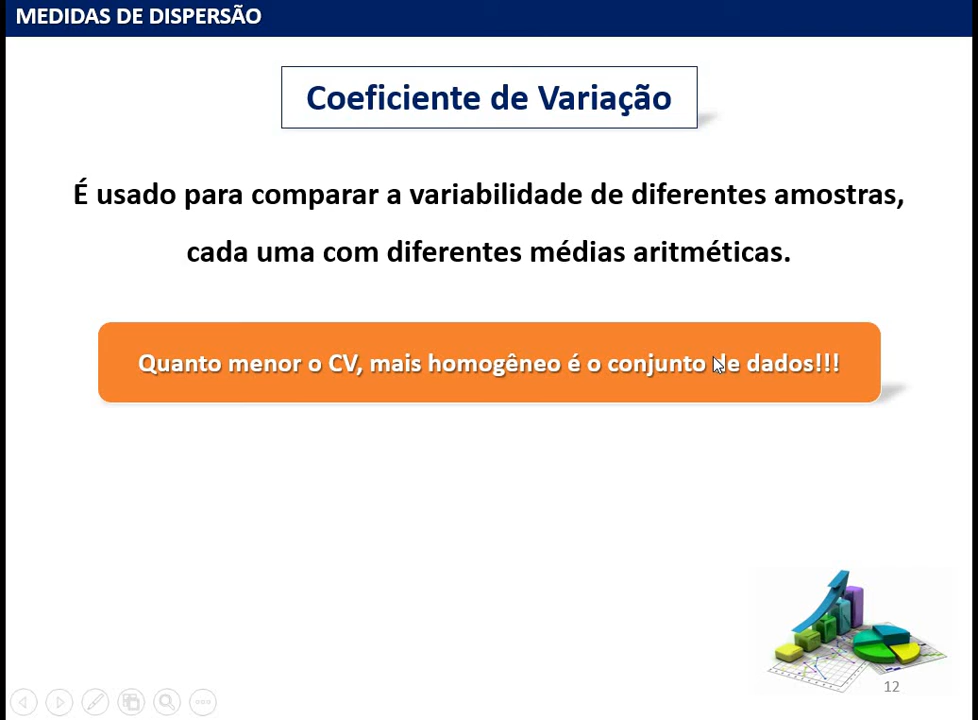 MEDIDAS DE DISPERSÃO
Coeficiente de Variação
É usado para comparar a variabilidade de diferentes amostras,
cada uma com diferentes médias aritméticas.
Quanto menor o CV, mais homogêneo é o conjunto de dados!!!
12